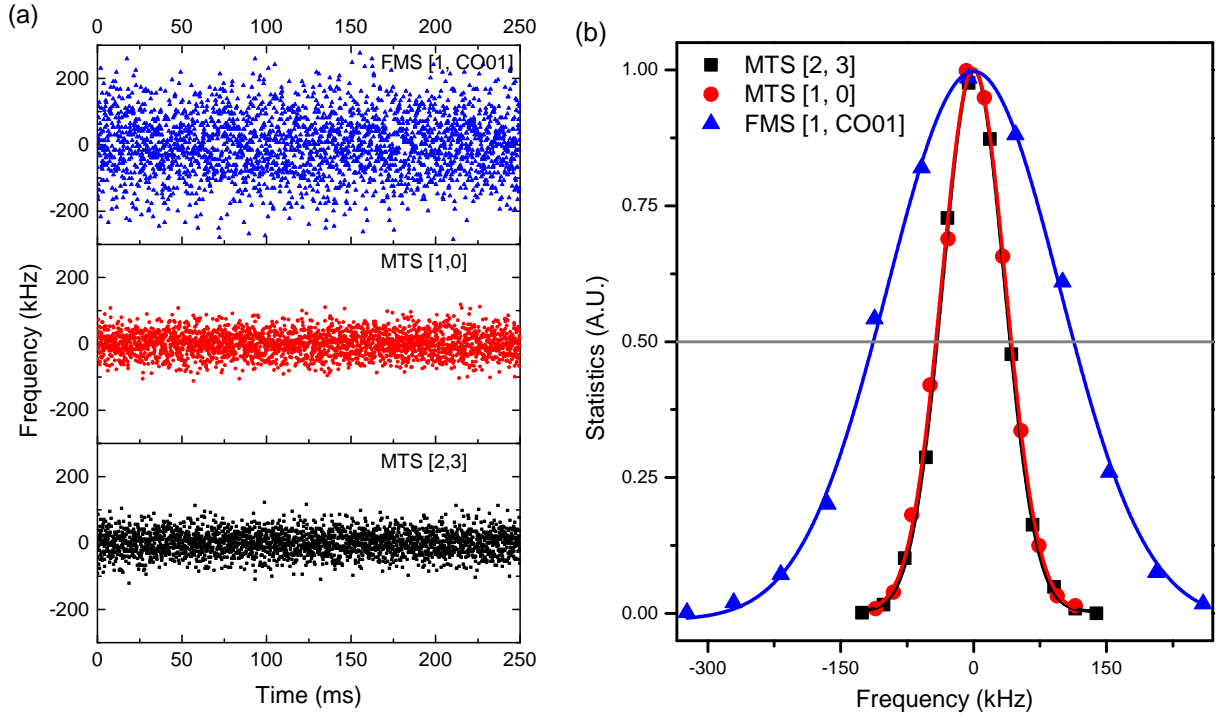 (a)
0 50 100 150 200 250
FMS [1, CO01]
200
0
-200
MTS [1,0]
200
0
-200
MTS [2,3]
200
0
-200
0 50 100 150 200 250
Frequency (kHz)
Time (ms)
(b)
MTS [2, 3]
MTS [1, 0]
FMS [1, CO01]
1.00
0.75
0.50
0.25
0.00
Statistics (A.U.)
-300 -150 0 150
Frequency (kHz)